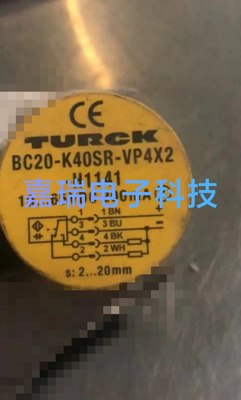 CE
TURCK
BC20-K40SR-VP4X2
H1141
嘉瑞电子科技
1 BN
3 BU
4 BK
2 WH
s: 2...20mm